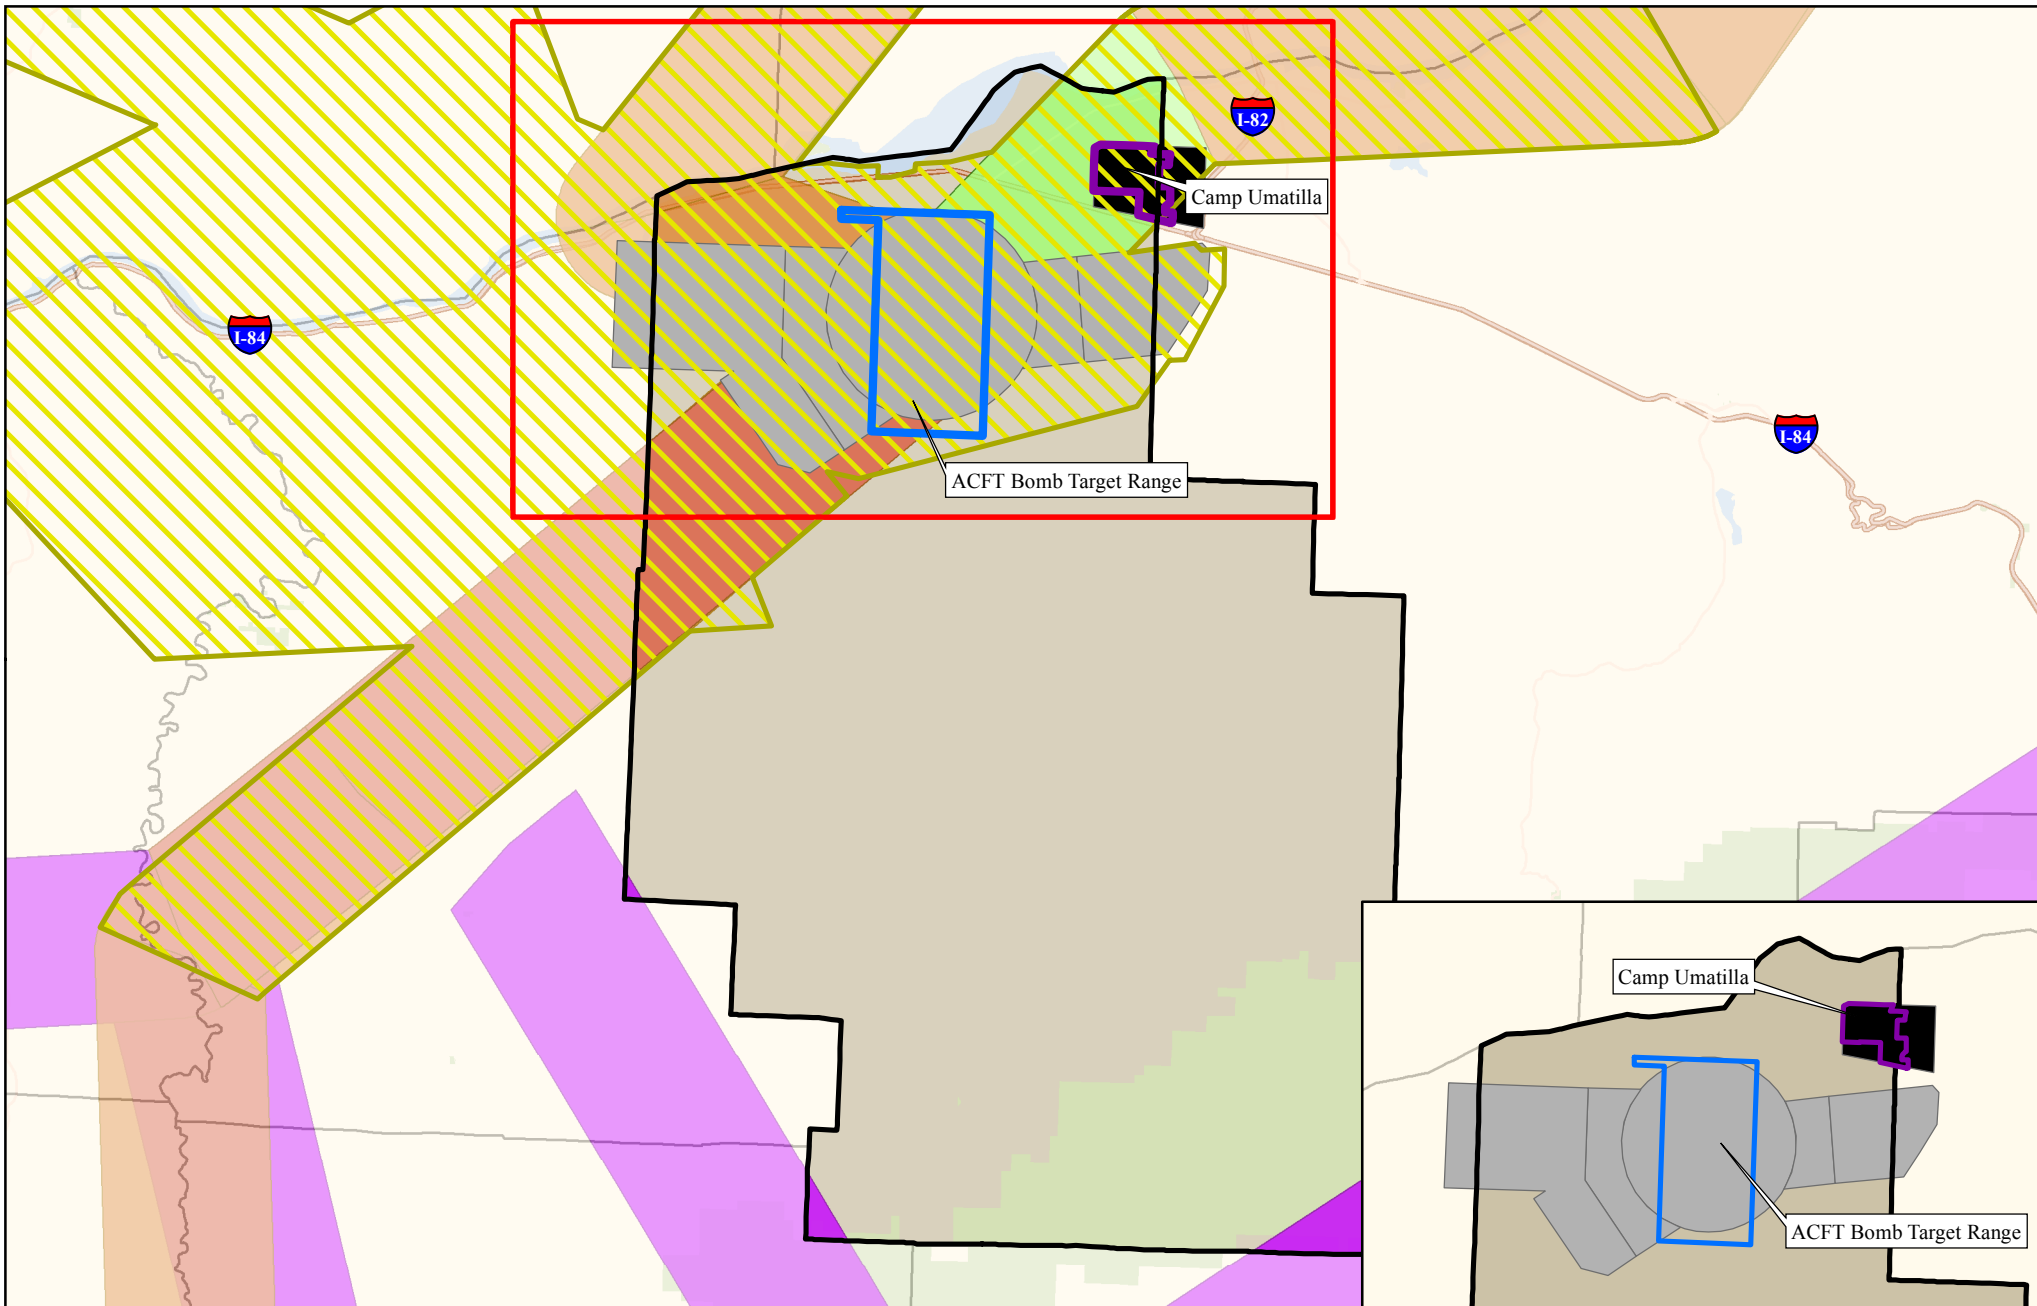 I-82
Camp Umatilla
I-84
I-84
ACFT Bomb Target Range
Camp Umatilla
ACFT Bomb Target Range